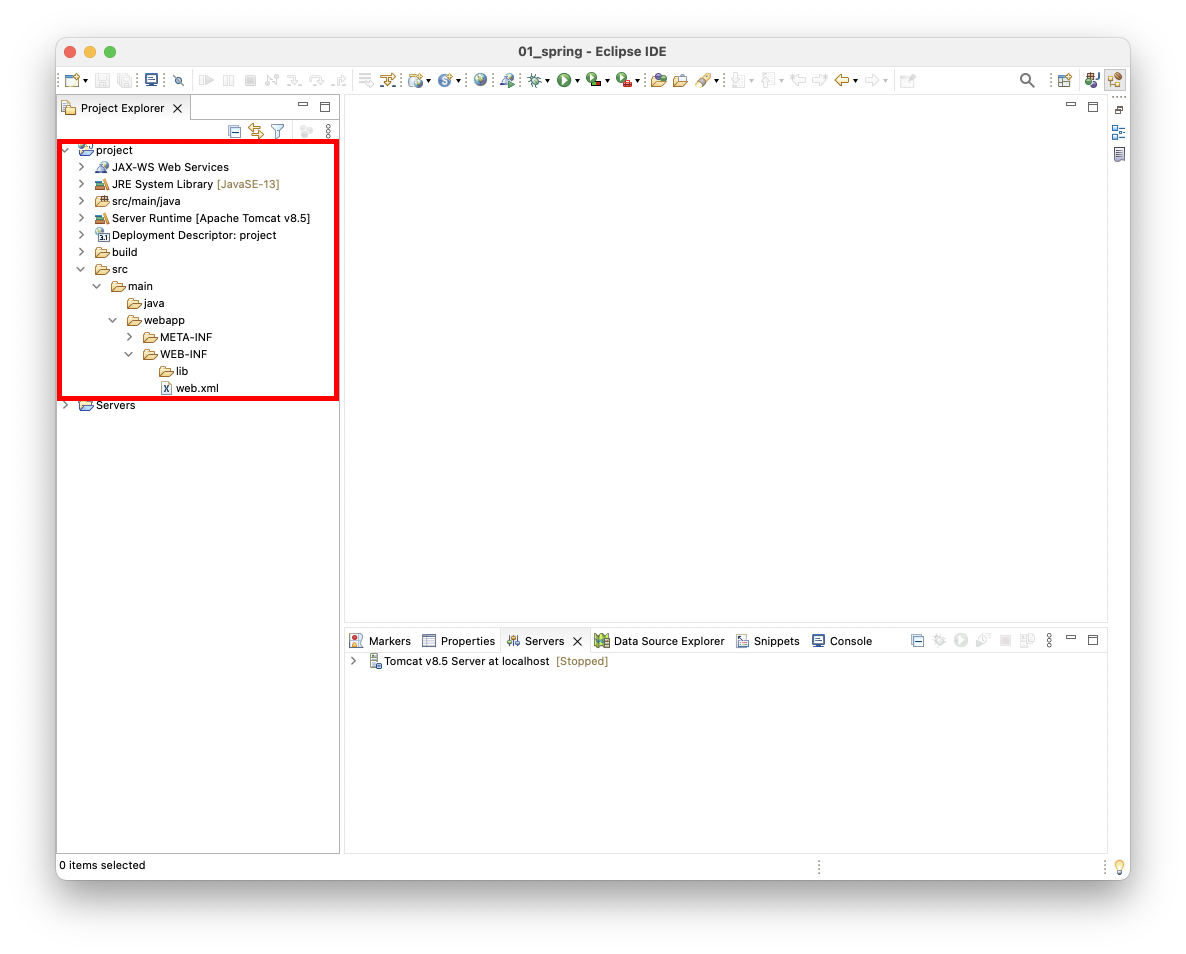 01_spring - Eclipse IDE
Project Explorer
project
JAX-WS Web Services
JRE System Library [JavaSE-13]
src/main/java
Server Runtime [Apache Tomcat v8.5]
3.1 Deployment Descriptor: project
build
src
main
java
webapp
META-INF
WEB-INF
lib
X web.xml
Servers
Markers Properties Servers Data Source Explorer Snippets Console
Tomcat v8.5 Server at localhost [Stopped]
0 items selected